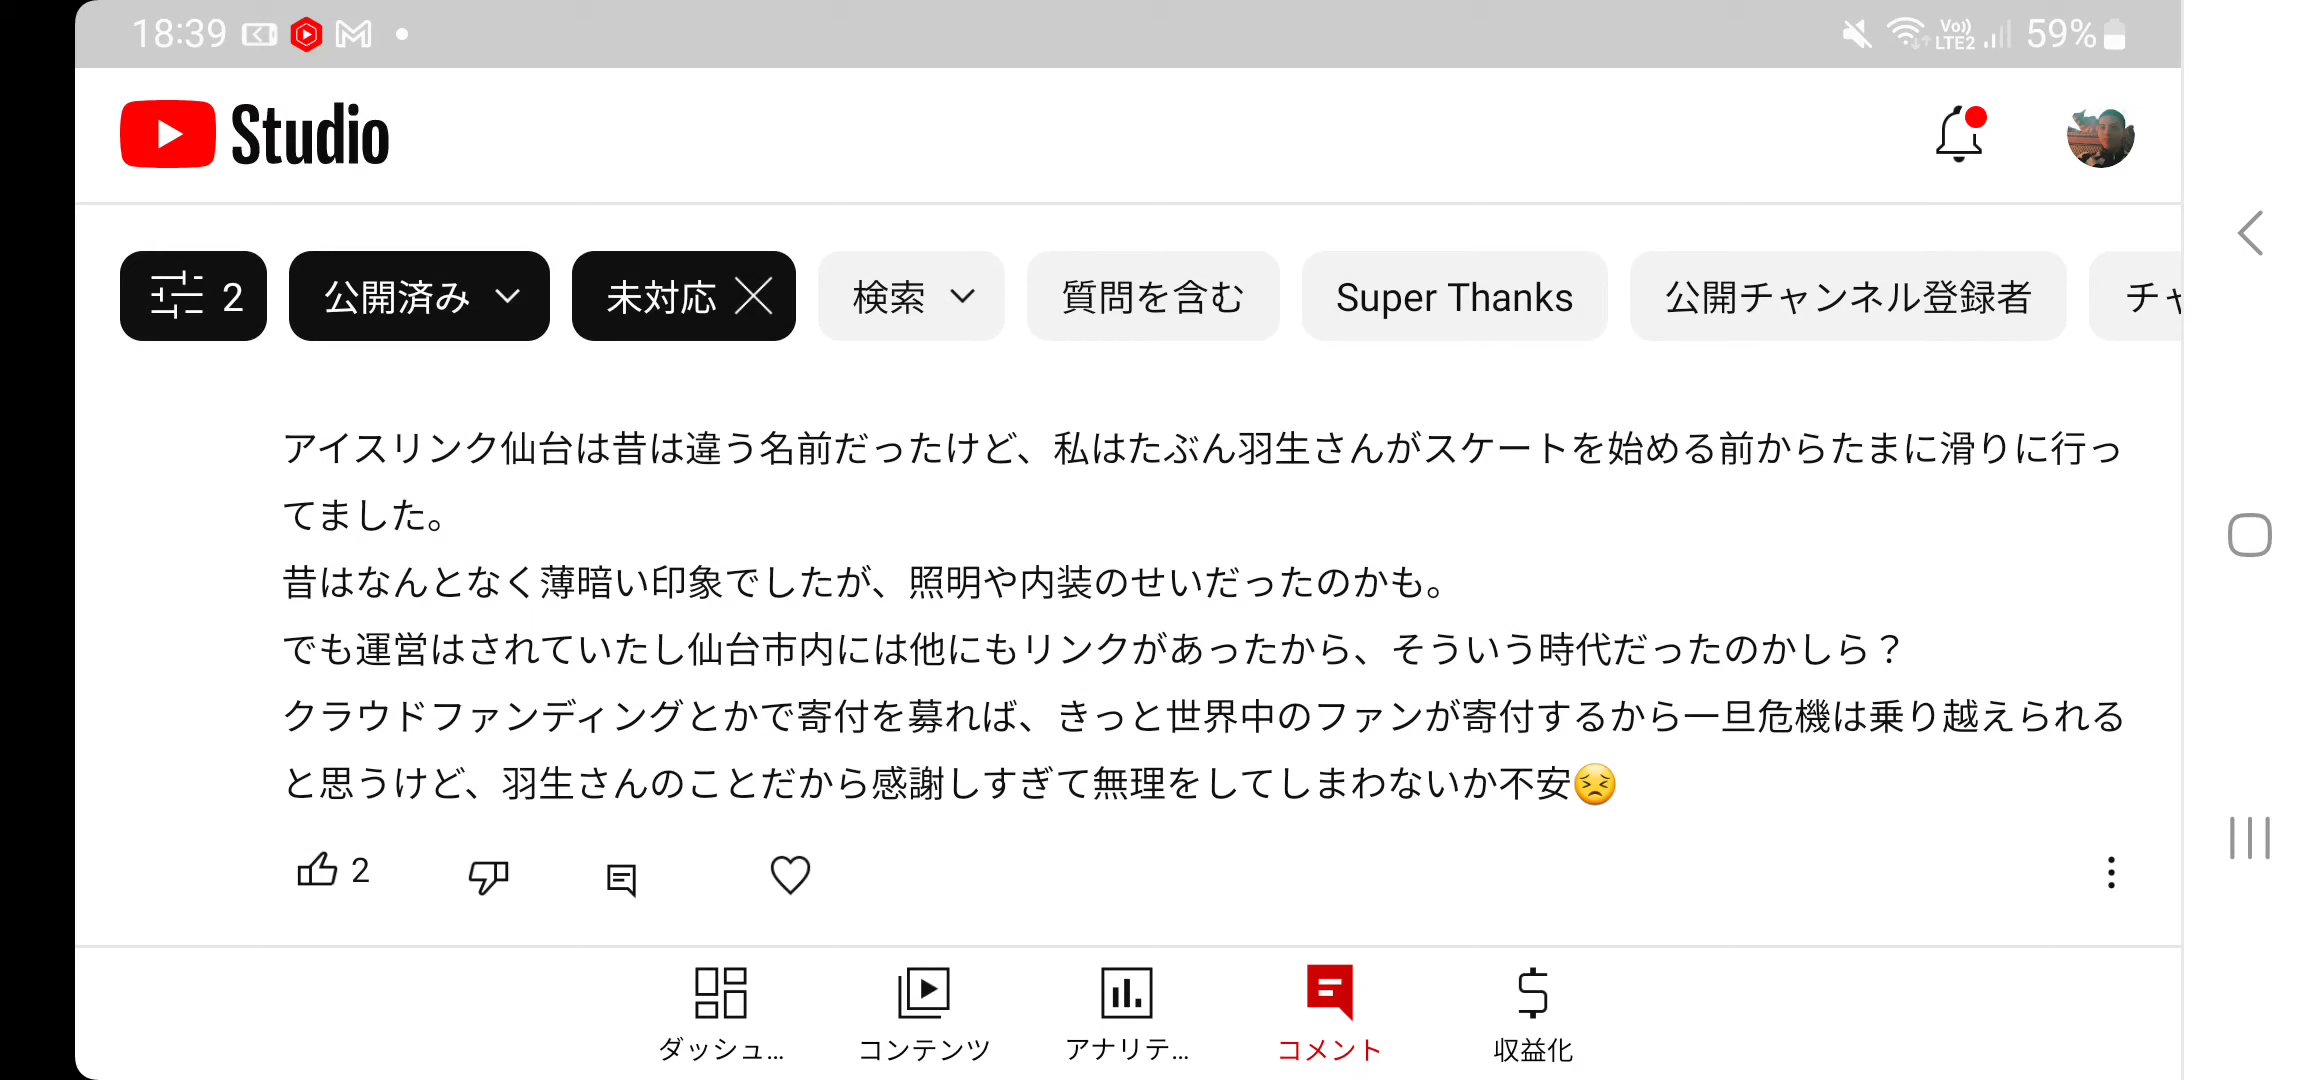 18:39
Vo))
LTE2
59%
Studio
2
公開済み
未対応
検索
質問を含む
Super Thanks
公開チャンネル登録者
チャ
アイスリンク仙台は昔は違う名前だったけど、私はたぶん羽生さんがスケートを始める前からたまに滑りに行っ
てました。
昔はなんとなく薄暗い印象でしたが、照明や内装のせいだったのかも。
でも運営はされていたし仙台市内には他にもリンクがあったから、そういう時代だったのかしら？
クラウドファンディングとかで寄付を募れば、きっと世界中のファンが寄付するから一旦危機は乗り越えられる
と思うけど、羽生さんのことだから感謝しすぎて無理をしてしまわないか不安😣
2
ダッシュ...
コンテンツ
アナリテ...
コメント
収益化